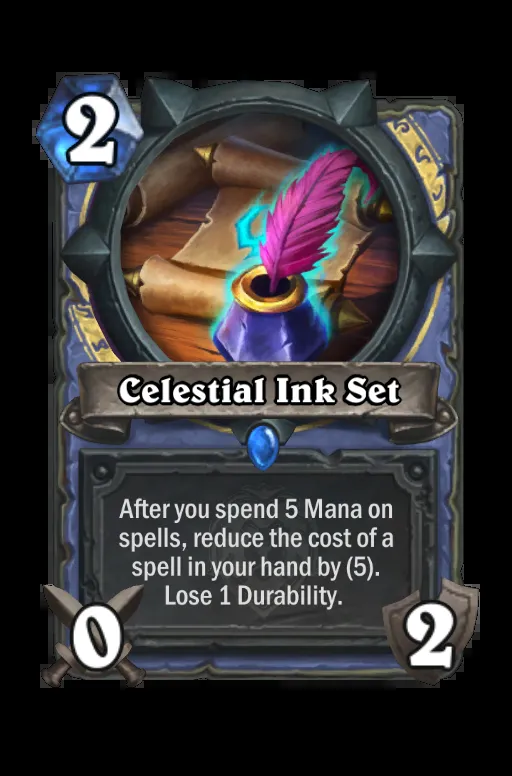 2
Celestial Ink Set
After you spend 5 Mana on
spells, reduce the cost of a
spell in your hand by (5).
Lose 1 Durability.
0
2